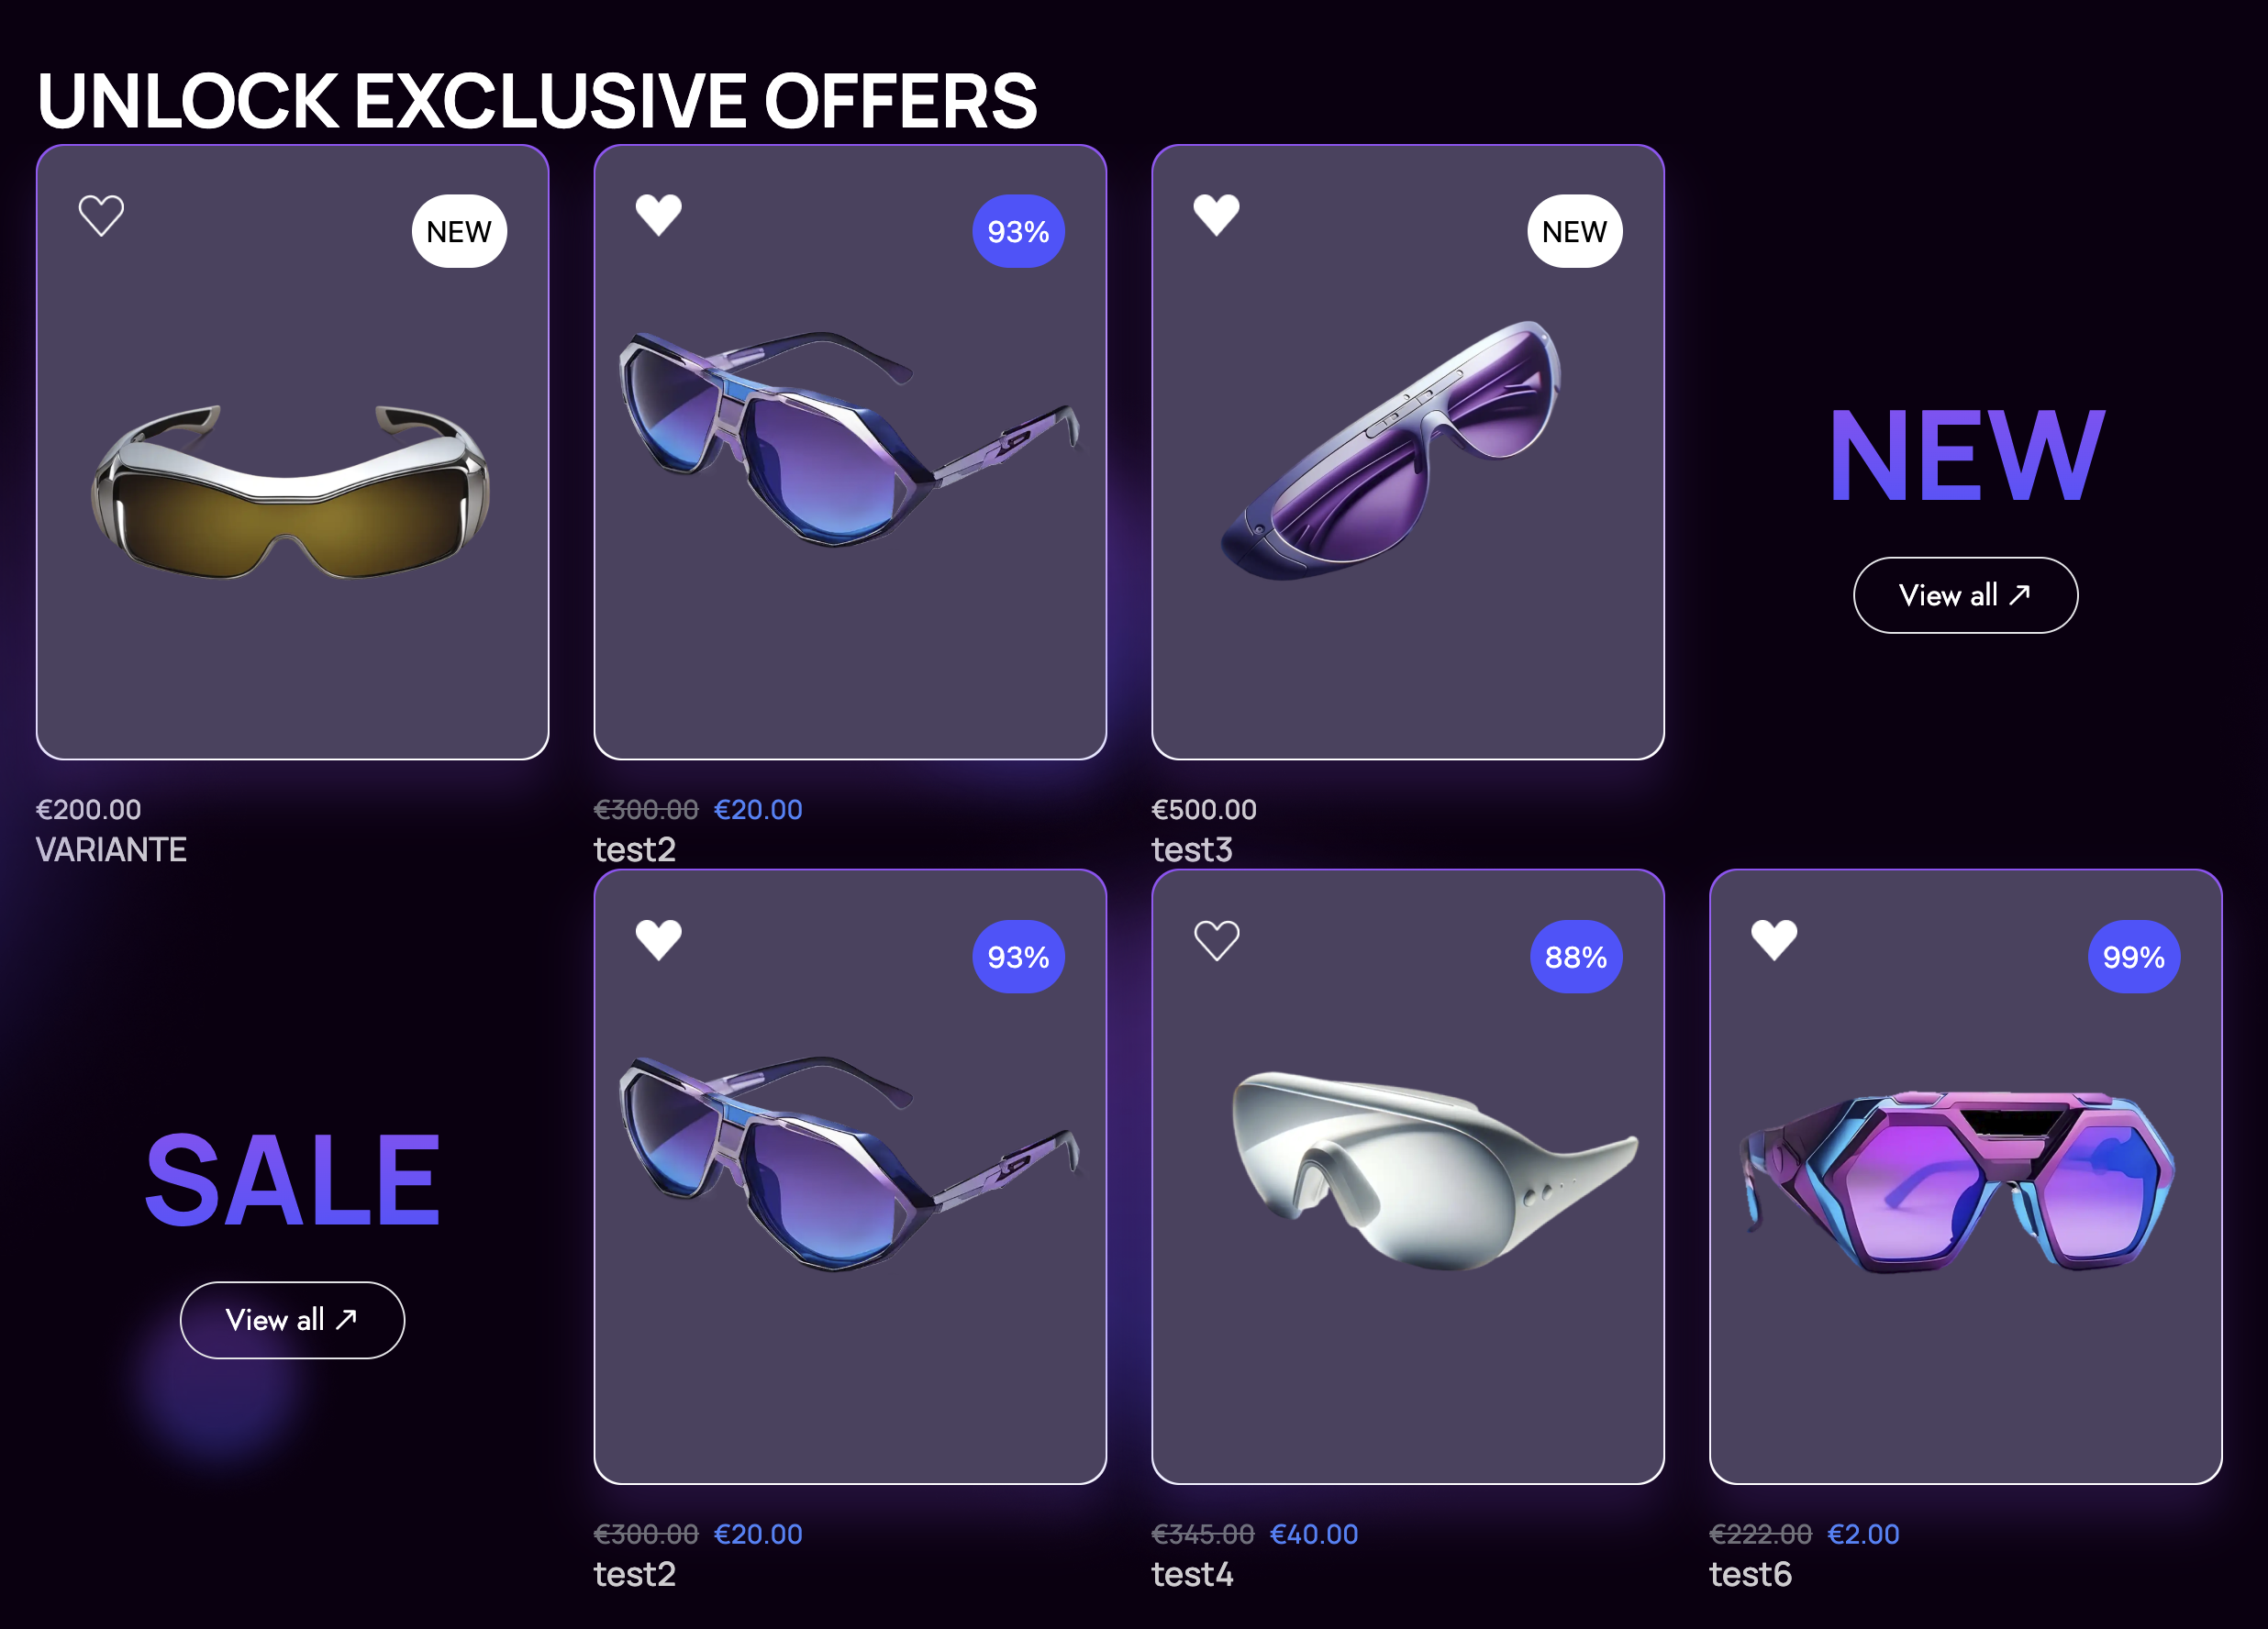 UNLOCK EXCLUSIVE OFFERS
NEW
93%
NEW
NEW
View all ↗
€200.00
VARIANTE
€300.00 €20.00
test2
€500.00
test3
SALE
View all ↗
93%
88%
99%
€300.00 €20.00
test2
€345.00 €40.00
test4
€222.00 €2.00
test6